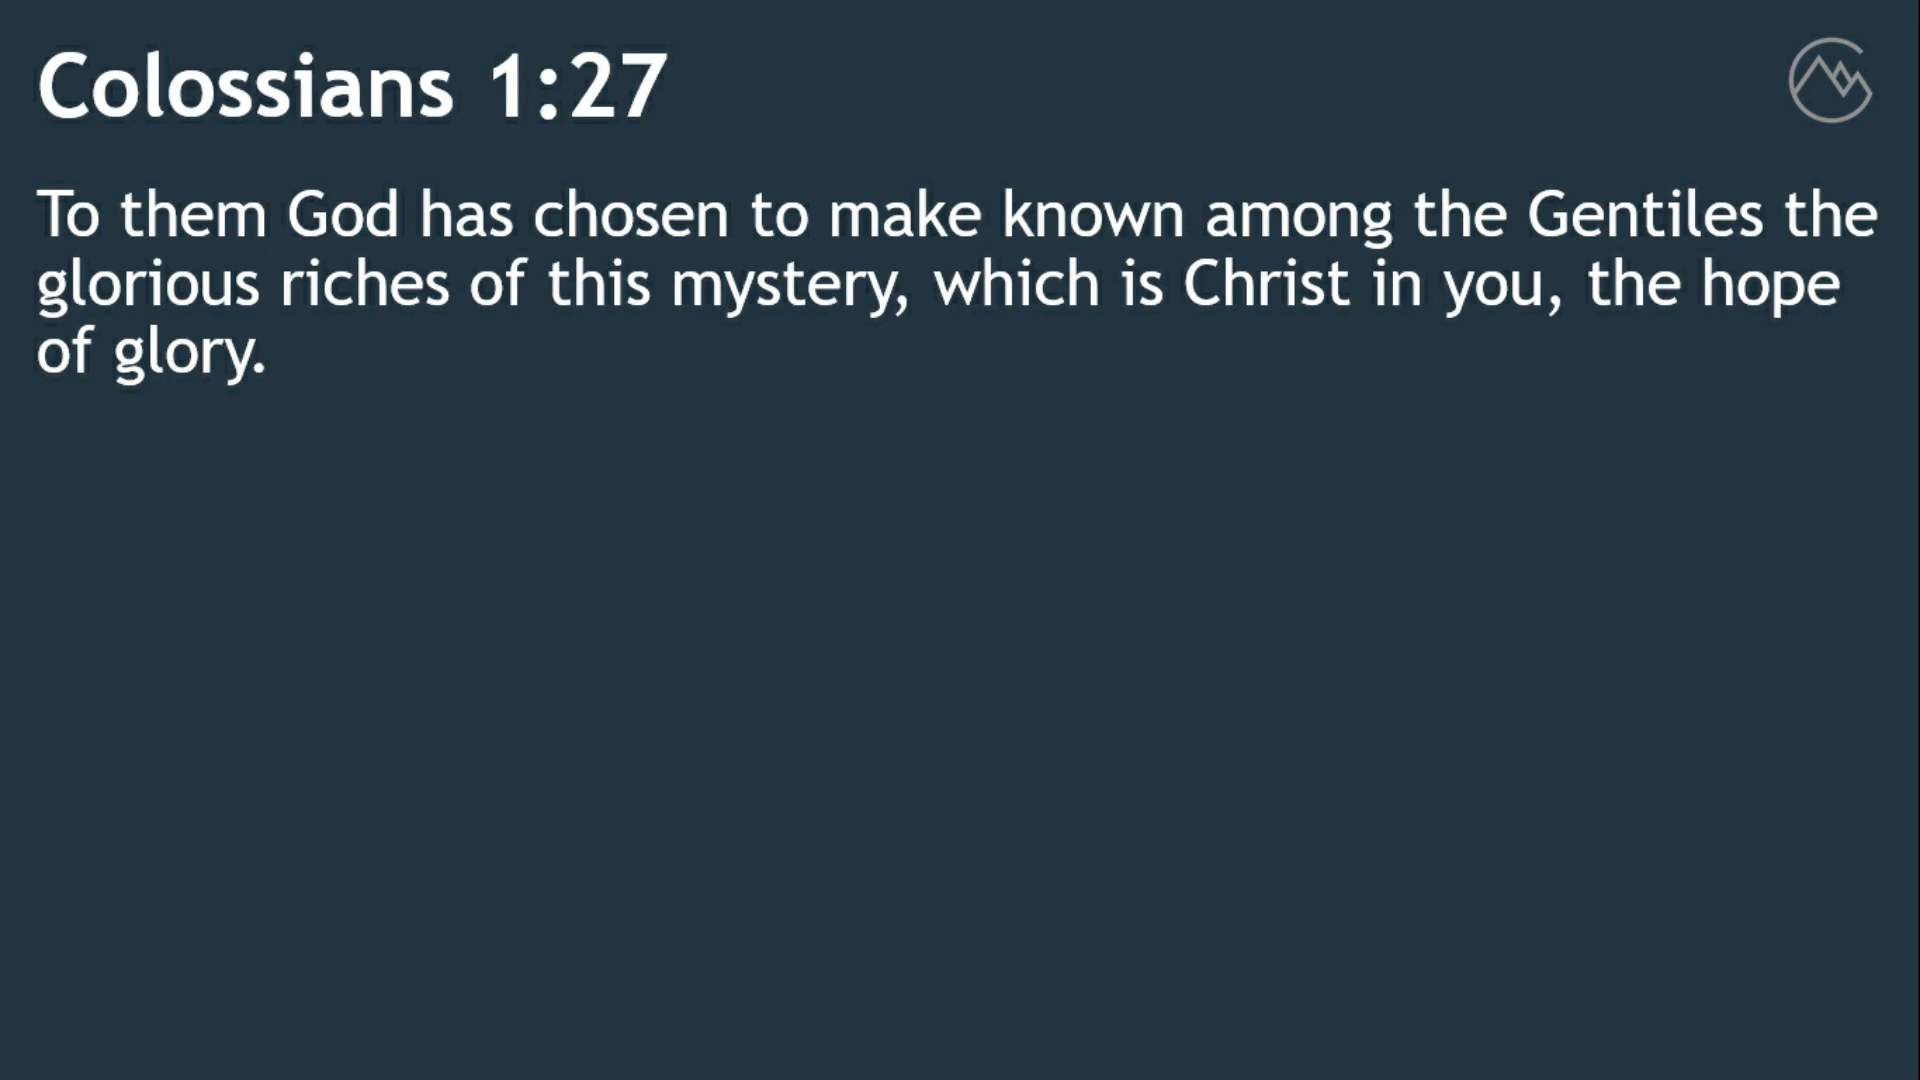 Colossians 1:27
To them God has chosen to make known among the Gentiles the
glorious riches of this mystery, which is Christ in you, the hope
of glory.